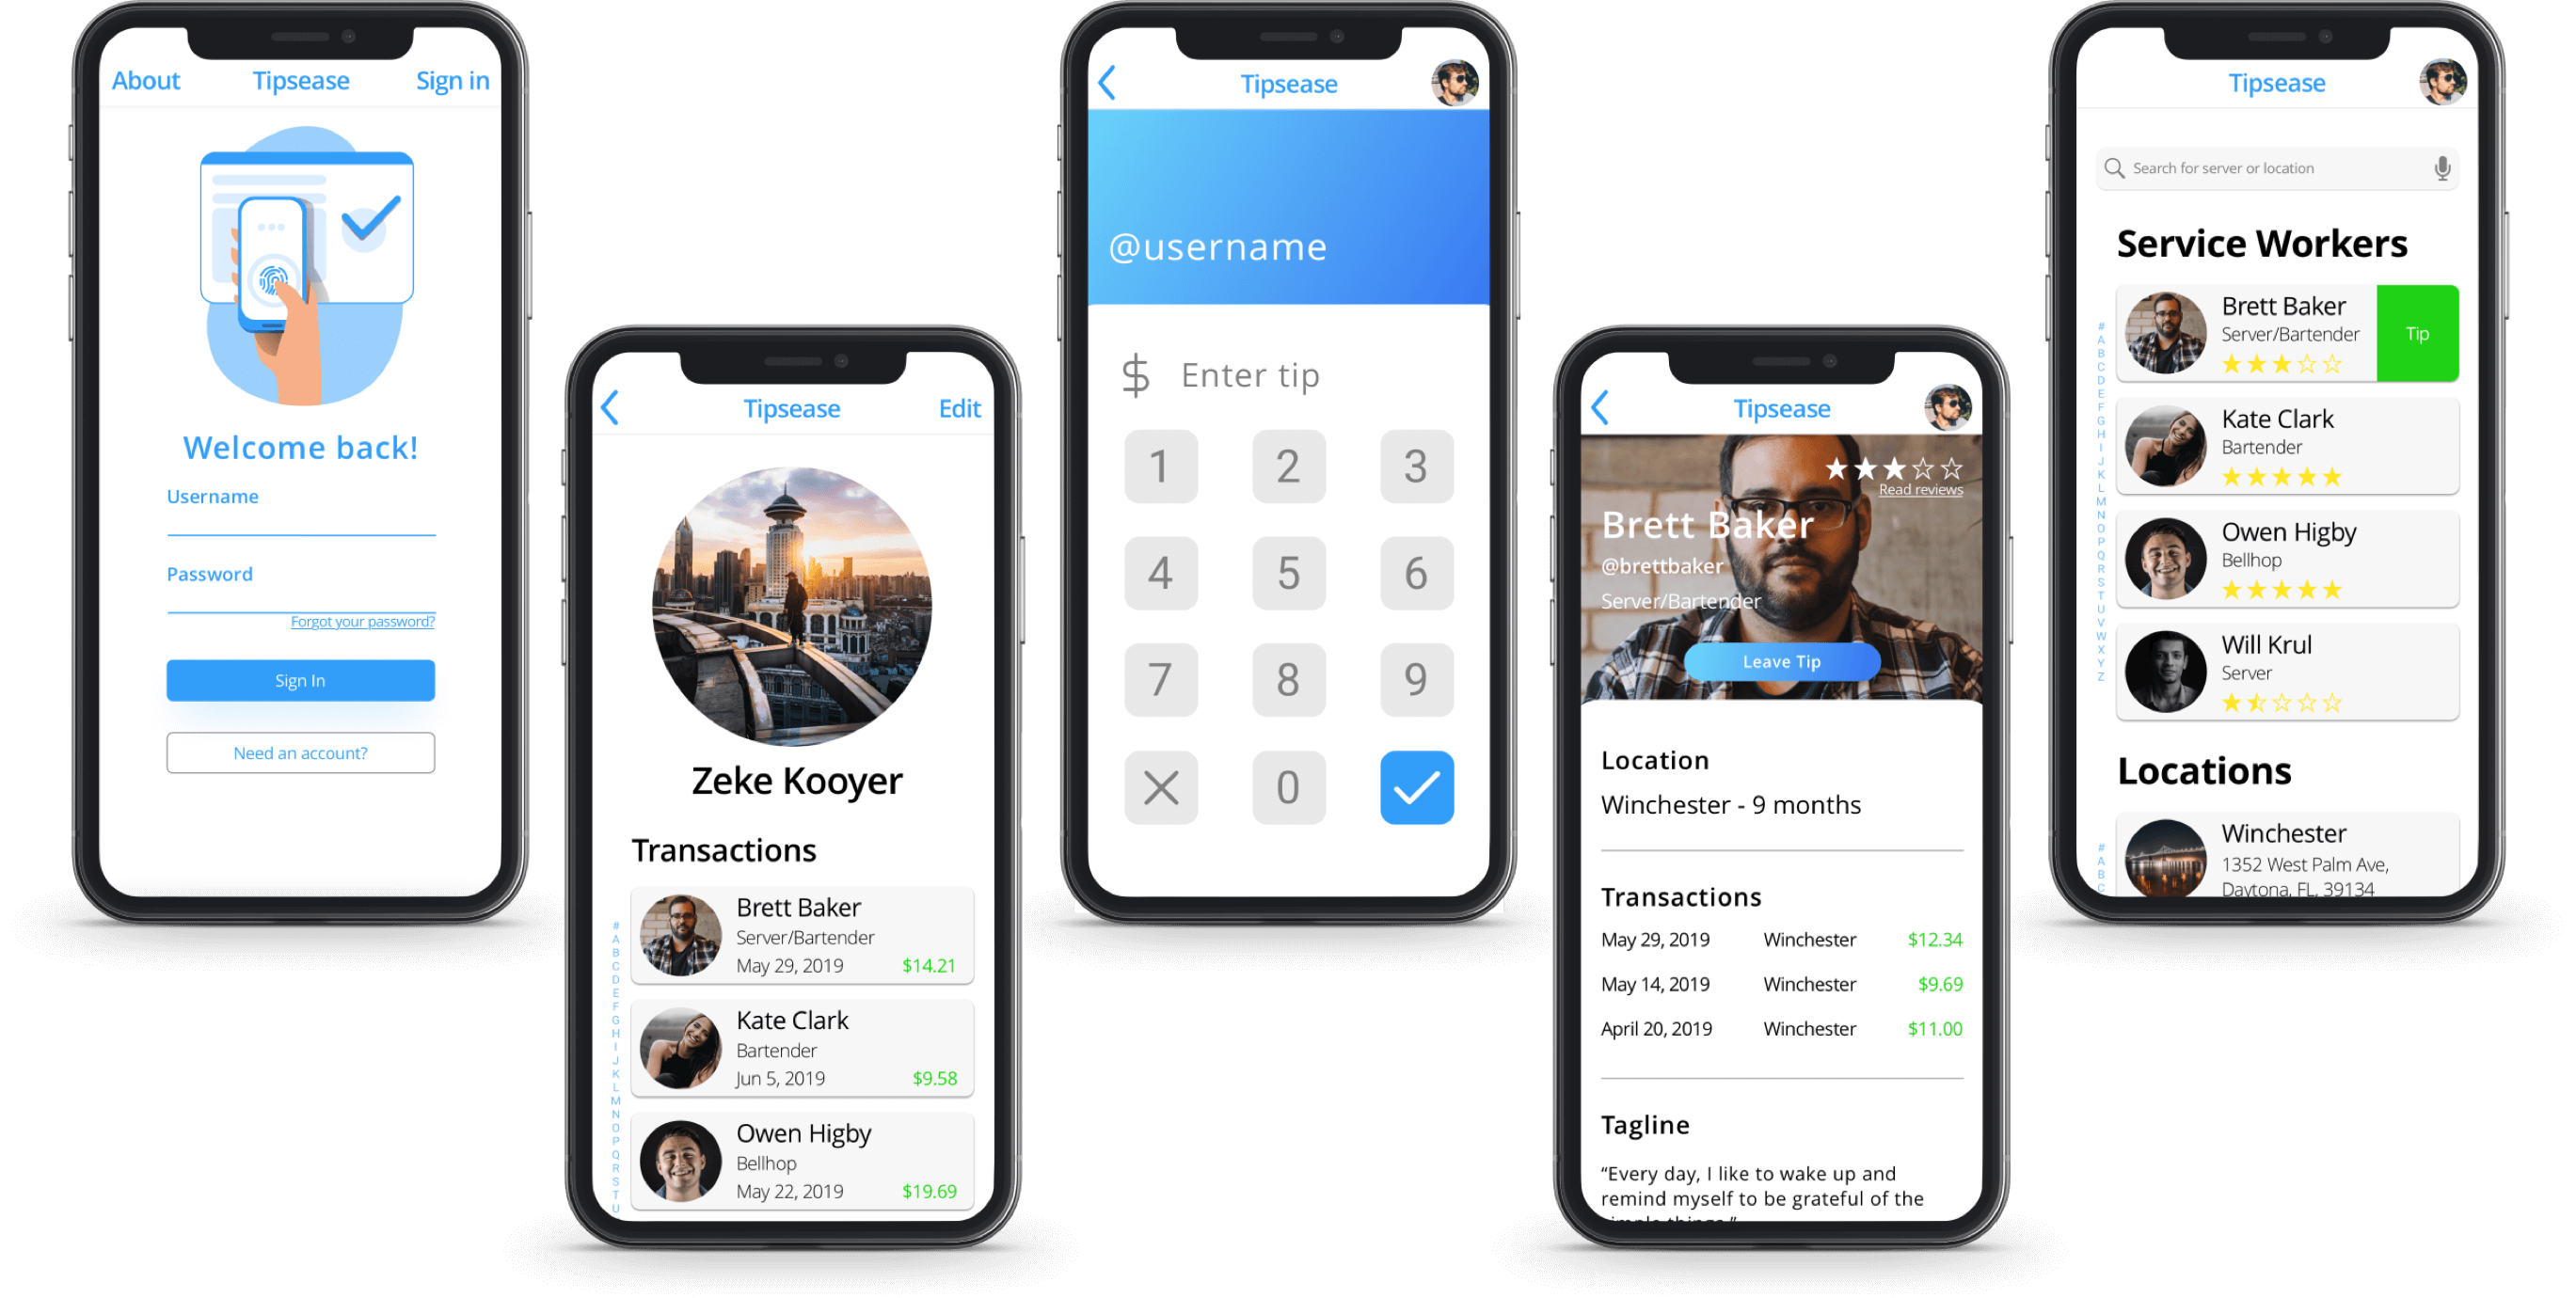 About Tipsease Sign in
Welcome back!
Username
Password
Forgot your password?
Sign In
Need an account?
Tipsease Edit
Zeke Kooyer
Transactions
#
A
B
C
D
E
F
G
H
I
J
K
L
M
N
O
P
Q
R
S
T
U
Brett Baker
Server/Bartender
May 29, 2019 $14.21
Kate Clark
Bartender
Jun 5, 2019 $9.58
Owen Higby
Bellhop
May 22, 2019 $19.69
Tipsease
@username
$ Enter tip
1 2 3
4 5 6
7 8 9
0
Tipsease
Read reviews
Brett Baker
@brettbaker
Server/Bartender
Leave Tip
Location
Winchester - 9 months
Transactions
May 29, 2019 Winchester $12.34
May 14, 2019 Winchester $9.69
April 20, 2019 Winchester $11.00
Tagline
“Every day, I like to wake up and
remind myself to be grateful of the
simple things.”
Tipsease
Search for server or location
Service Workers
#
A
B
C
D
E
F
G
H
I
J
K
L
M
N
O
P
Q
R
S
T
U
V
W
X
Y
Z
Brett Baker
Server/Bartender
Tip
Kate Clark
Bartender
Owen Higby
Bellhop
Will Krul
Server
Locations
#
A
B
C
Winchester
1352 West Palm Ave,
Daytona, FL, 39134